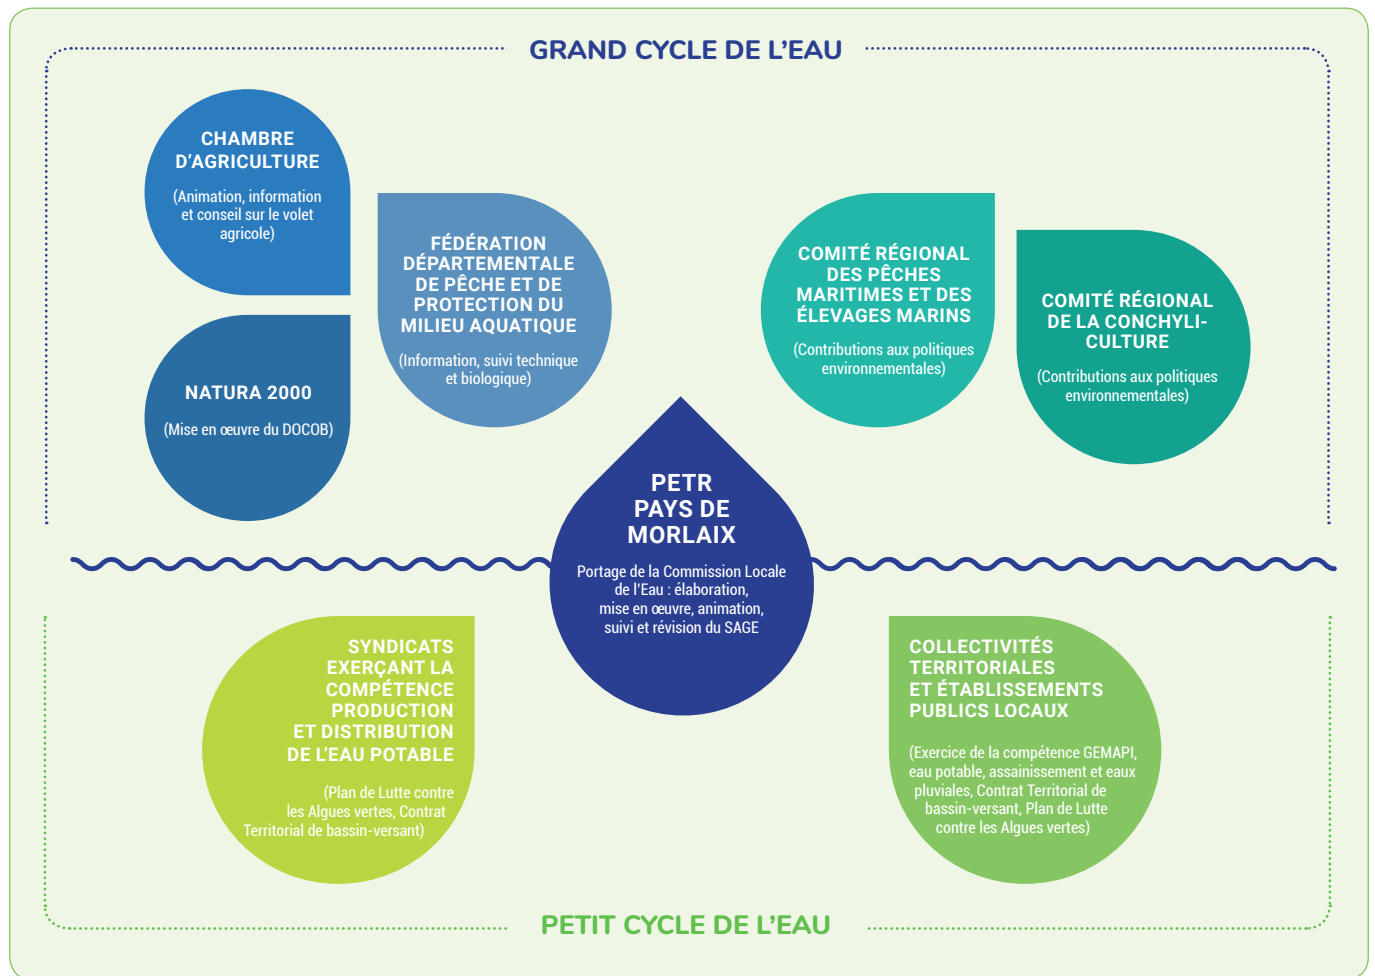 GRAND CYCLE DE L'EAU
CHAMBRE
D'AGRICULTURE
(Animation, information
et conseil sur le volet
agricole)
NATURA 2000
(Mise en œuvre du DOCOB)
FÉDÉRATION
DÉPARTEMENTALE
DE PÊCHE ET DE
PROTECTION DU
MILIEU AQUATIQUE
(Information, suivi technique
et biologique)
COMITÉ RÉGIONAL
DES PÊCHES
MARITIMES ET DES
ÉLEVAGES MARINS
(Contributions aux politiques
environnementales)
COMITÉ RÉGIONAL
DE LA CONCHYLI-
CULTURE
(Contributions aux politiques
environnementales)
PETR
PAYS DE
MORLAIX
Portage de la Commission Locale
de l'Eau : élaboration,
mise en œuvre, animation,
suivi et révision du SAGE
SYNDICATS
EXERÇANT LA
COMPÉTENCE
PRODUCTION
ET DISTRIBUTION
DE L'EAU POTABLE
(Plan de Lutte contre
les Algues vertes, Contrat
Territorial de bassin-versant)
COLLECTIVITÉS
TERRITORIALES
ET ÉTABLISSEMENTS
PUBLICS LOCAUX
(Exercice de la compétence GEMAPI,
eau potable, assainissement et eaux
pluviales, Contrat Territorial de
bassin-versant, Plan de Lutte
contre les Algues vertes)
PETIT CYCLE DE L'EAU